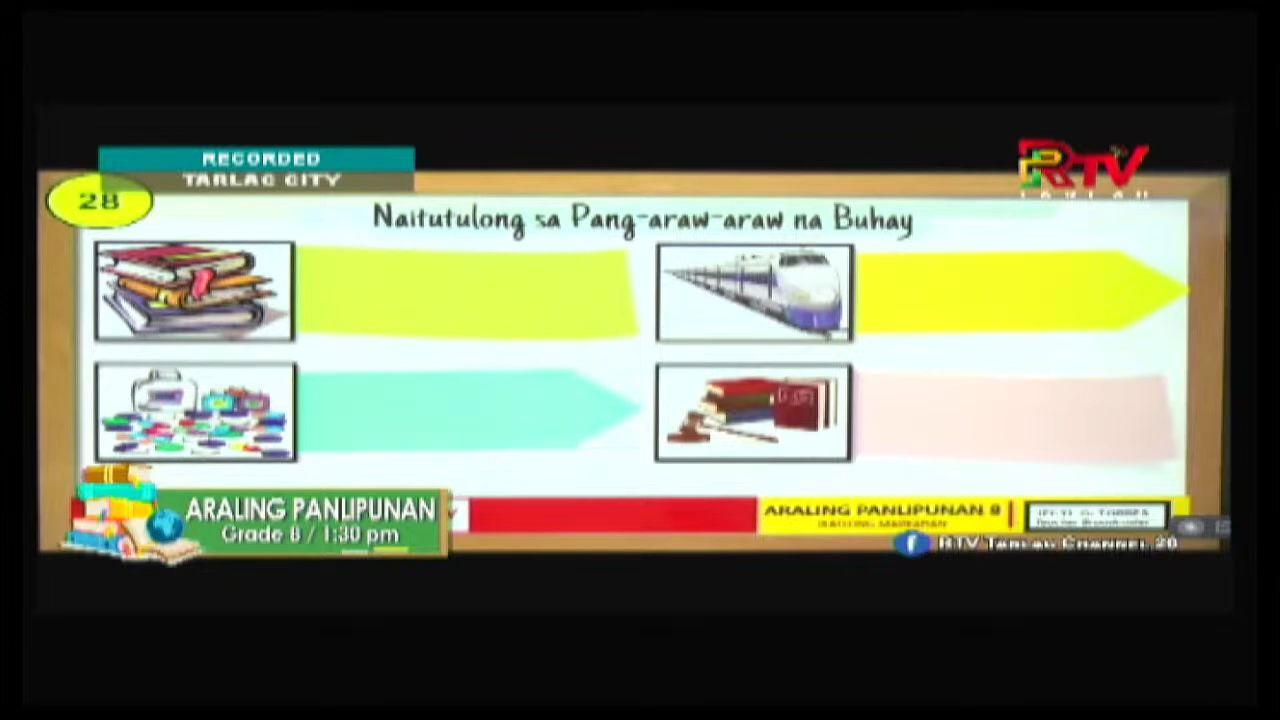 RECORDED
TARLAC CITY
RTV
28
Naitutulong sa Pang-araw-araw na Buhay
ARALING PANLIPUNAN
Grade 8 / 1:30 pm
ARALING PANLIPUNAN 8
RTV Tarlac Channel 26